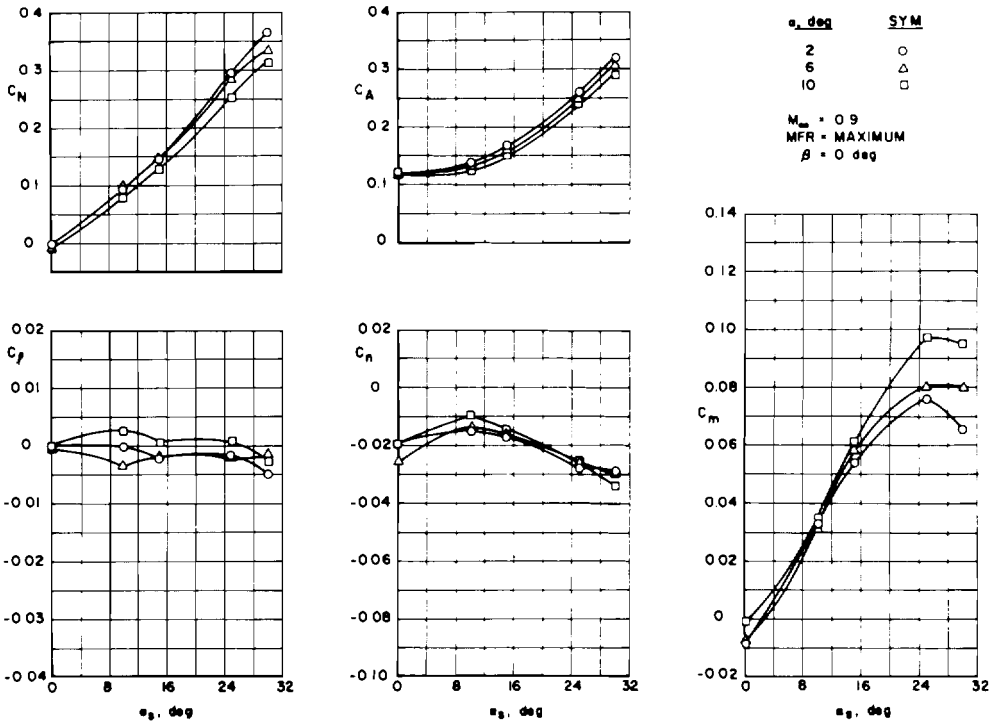 0 4
0 3
C_N
0 2
0 1
0
0 4
0 3
C_A
0 2
0.1
0
α, deg SYM
2 ○
6 △
10 □
M∞ = 0 9
MFR = MAXIMUM
β = 0 deg
0 02
C_ℓ
0 01
0
-0 01
-0 02
-0 03
-0 04
0 8 16 24 32
α_s, deg
0.02
C_n
0
-0.02
-0.04
-0.06
-0.08
-0 10
0 8 16 24 32
α_s, deg
0.14
0.12
0.10
0.08
C_m
0.06
0.04
0.02
0
-0.02
0 8 16 24 32
α_s, deg